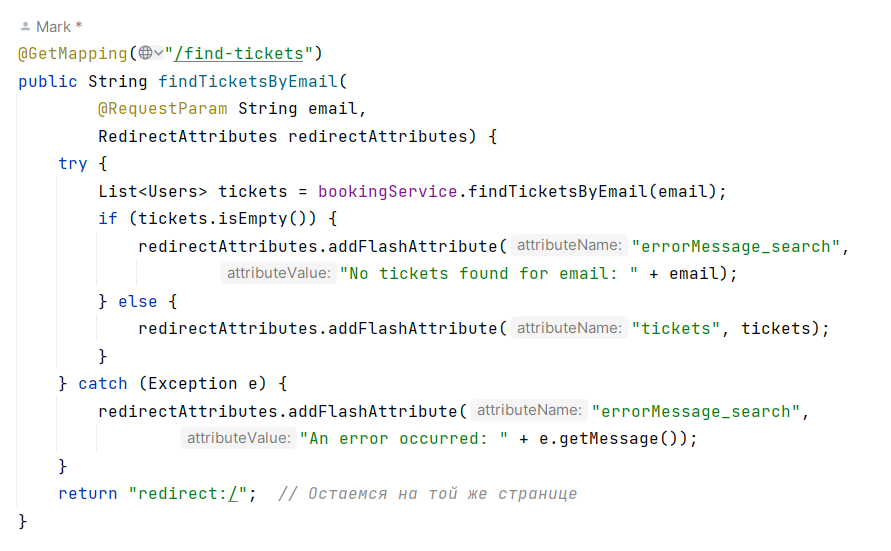 Mark *
@GetMapping("/find-tickets")
public String findTicketsByEmail(
        @RequestParam String email,
        RedirectAttributes redirectAttributes) {
    try {
        List<Users> tickets = bookingService.findTicketsByEmail(email);
        if (tickets.isEmpty()) {
            redirectAttributes.addFlashAttribute( attributeName: "errorMessage_search",
                    attributeValue: "No tickets found for email: " + email);
        } else {
            redirectAttributes.addFlashAttribute( attributeName: "tickets", tickets);
        }
    } catch (Exception e) {
        redirectAttributes.addFlashAttribute( attributeName: "errorMessage_search",
                attributeValue: "An error occurred: " + e.getMessage());
    }
    return "redirect:/";  // Остаемся на той же странице
}